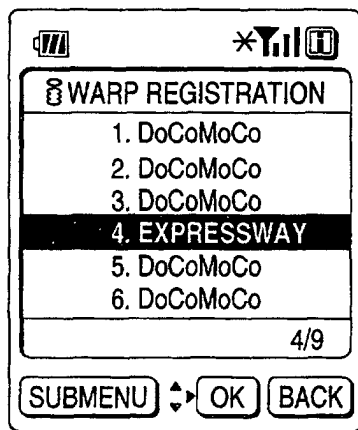 WARP REGISTRATION
1. DoCoMoCo
2. DoCoMoCo
3. DoCoMoCo
4. EXPRESSWAY
5. DoCoMoCo
6. DoCoMoCo
4/9
SUBMENU OK BACK